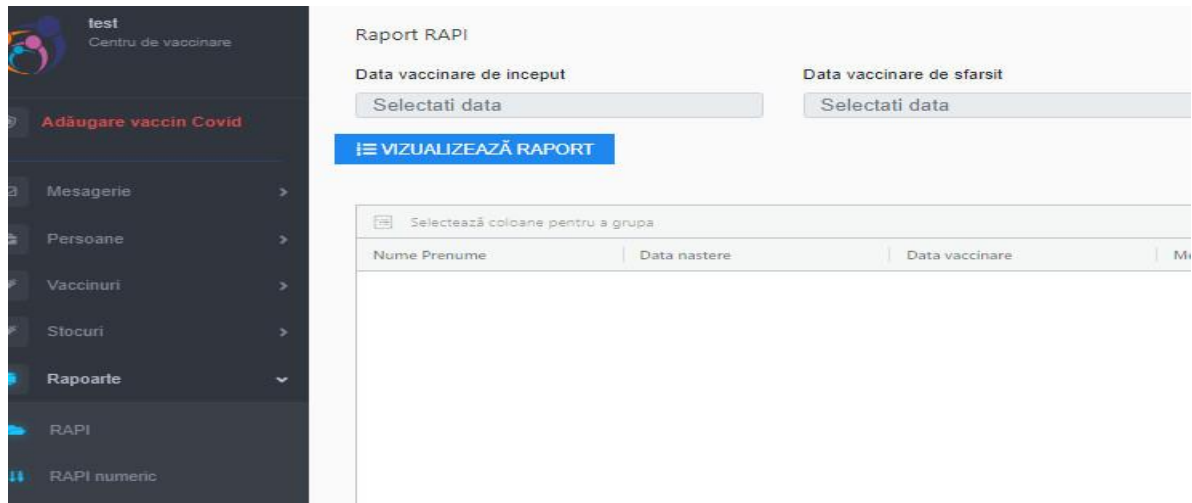 test
Centru de vaccinare
Adăugare vaccin Covid
Mesagerie
Persoane
Vaccinuri
Stocuri
Rapoarte
RAPI
RAPI numeric
Raport RAPI
Data vaccinare de inceput
Data vaccinare de sfarsit
Selectati data
Selectati data
VIZUALIZEAZĂ RAPORT
Selectează coloane pentru a grupa
Nume Prenume
Data nastere
Data vaccinare